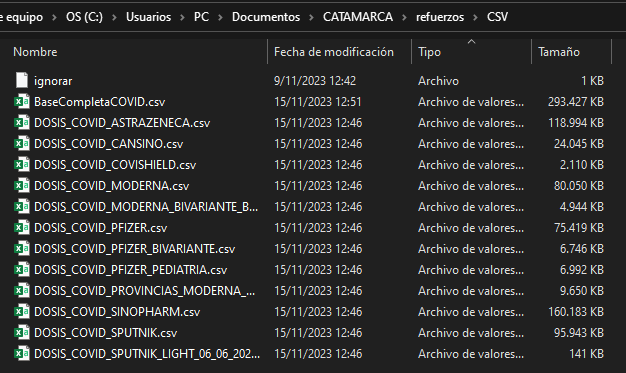 e equipo > OS (C:) > Usuarios > PC > Documentos > CATAMARCA > refuerzos > CSV
Nombre Fecha de modificación Tipo Tamaño
ignorar 9/11/2023 12:42 Archivo 1 KB
BaseCompletaCOVID.csv 15/11/2023 12:51 Archivo de valores... 293.427 KB
DOSIS_COVID_ASTRAZENECA.csv 15/11/2023 12:46 Archivo de valores... 118.994 KB
DOSIS_COVID_CANSINO.csv 15/11/2023 12:46 Archivo de valores... 24.045 KB
DOSIS_COVID_COVISHIELD.csv 15/11/2023 12:46 Archivo de valores... 2.110 KB
DOSIS_COVID_MODERNA.csv 15/11/2023 12:46 Archivo de valores... 80.050 KB
DOSIS_COVID_MODERNA_BIVARIANTE_B... 15/11/2023 12:46 Archivo de valores... 4.944 KB
DOSIS_COVID_PFIZER.csv 15/11/2023 12:46 Archivo de valores... 75.419 KB
DOSIS_COVID_PFIZER_BIVARIANTE.csv 15/11/2023 12:46 Archivo de valores... 6.746 KB
DOSIS_COVID_PFIZER_PEDIATRIA.csv 15/11/2023 12:46 Archivo de valores... 6.992 KB
DOSIS_COVID_PROVINCIAS_MODERNA_... 15/11/2023 12:46 Archivo de valores... 9.650 KB
DOSIS_COVID_SINOPHARM.csv 15/11/2023 12:46 Archivo de valores... 160.183 KB
DOSIS_COVID_SPUTNIK.csv 15/11/2023 12:46 Archivo de valores... 95.943 KB
DOSIS_COVID_SPUTNIK_LIGHT_06_06_202... 15/11/2023 12:46 Archivo de valores... 141 KB